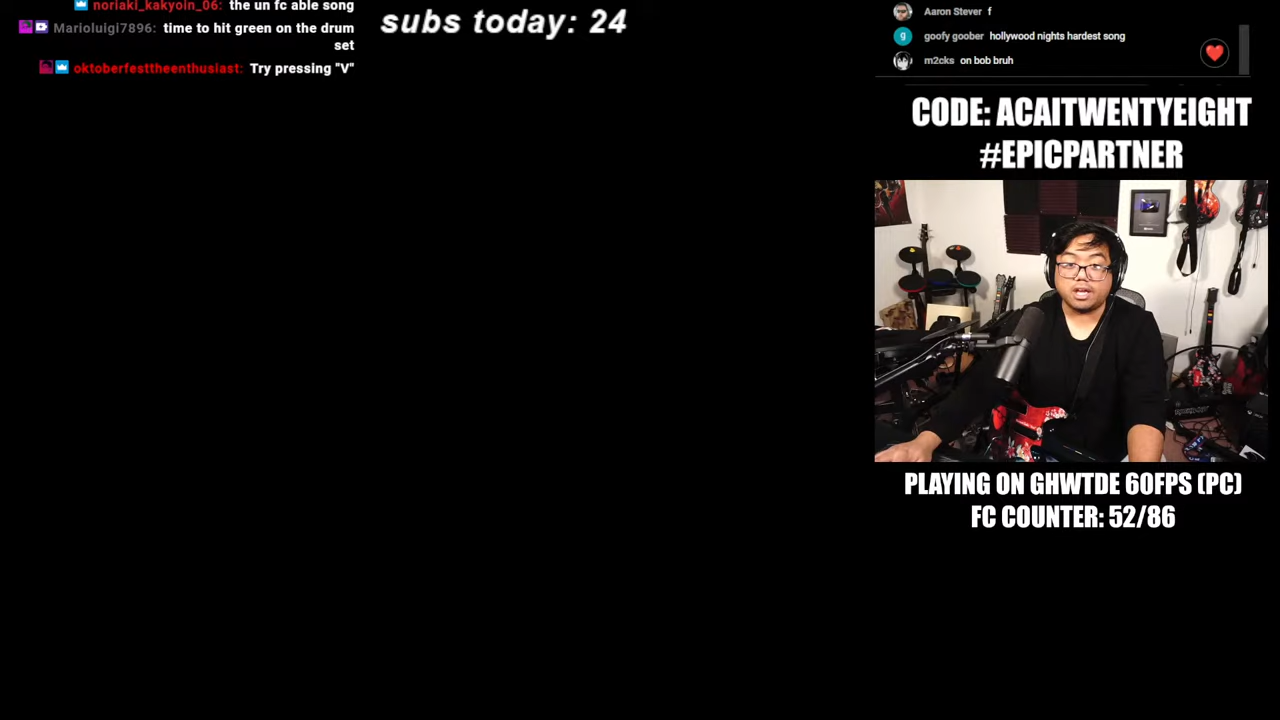 noriaki_kakyoin_06: the un fc able song
Marioluigi7896: time to hit green on the drum
set
oktoberfesttheenthusiast: Try pressing "V"
subs today: 24
Aaron Stever f
goofy goober hollywood nights hardest song
m2cks on bob bruh
CODE: ACAITWENTYEIGHT
#EPICPARTNER
PLAYING ON GHWTDE 60FPS (PC)
FC COUNTER: 52/86